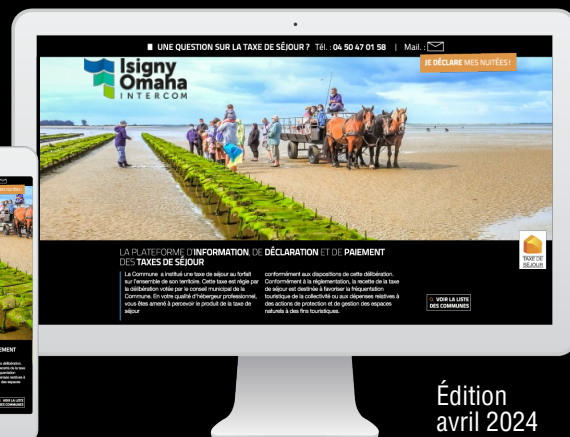 UNE QUESTION SUR LA TAXE DE SÉJOUR ? Tél. : 04 50 47 01 58 | Mail. :
JE DÉCLARE MES NUITÉES !
Isigny
Omaha
INTERCOM
LA PLATEFORME D'INFORMATION, DE DÉCLARATION ET DE PAIEMENT
DES TAXES DE SÉJOUR
La Commune a institué une taxe de séjour au forfait
sur l'ensemble de son territoire. Cette taxe est régie par
la délibération votée par le conseil municipal de la
Commune. En votre qualité d'hébergeur professionnel,
vous êtes amené à percevoir le produit de la taxe de
séjour
conformément aux dispositions de cette délibération.
Conformément à la réglementation, la recette de la taxe
de séjour est destinée à favoriser la fréquentation
touristique de la collectivité ou aux dépenses relatives à
des actions de protection et de gestion des espaces
naturels à des fins touristiques.
VOIR LA LISTE
DES COMMUNES
TAXE DE
SÉJOUR
Édition
avril 2024